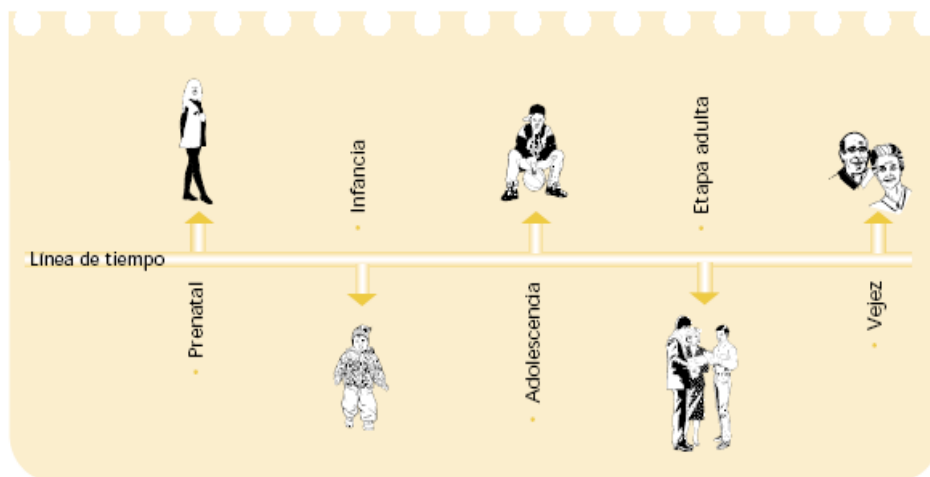 Línea de tiempo
Prenatal
Infancia
Adolescencia
Etapa adulta
Vejez